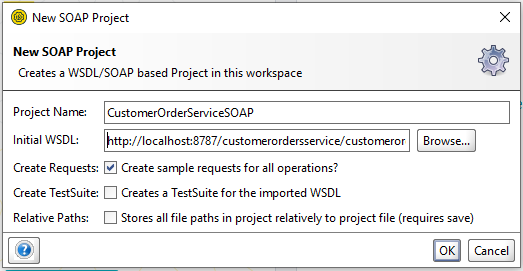 New SOAP Project
New SOAP Project
Creates a WSDL/SOAP based Project in this workspace
Project Name: CustomerOrderServiceSOAP
Initial WSDL: http://localhost:8787/customerordersservice/customeror Browse...
Create Requests: Create sample requests for all operations?
Create TestSuite: Creates a TestSuite for the imported WSDL
Relative Paths: Stores all file paths in project relatively to project file (requires save)
? OK Cancel